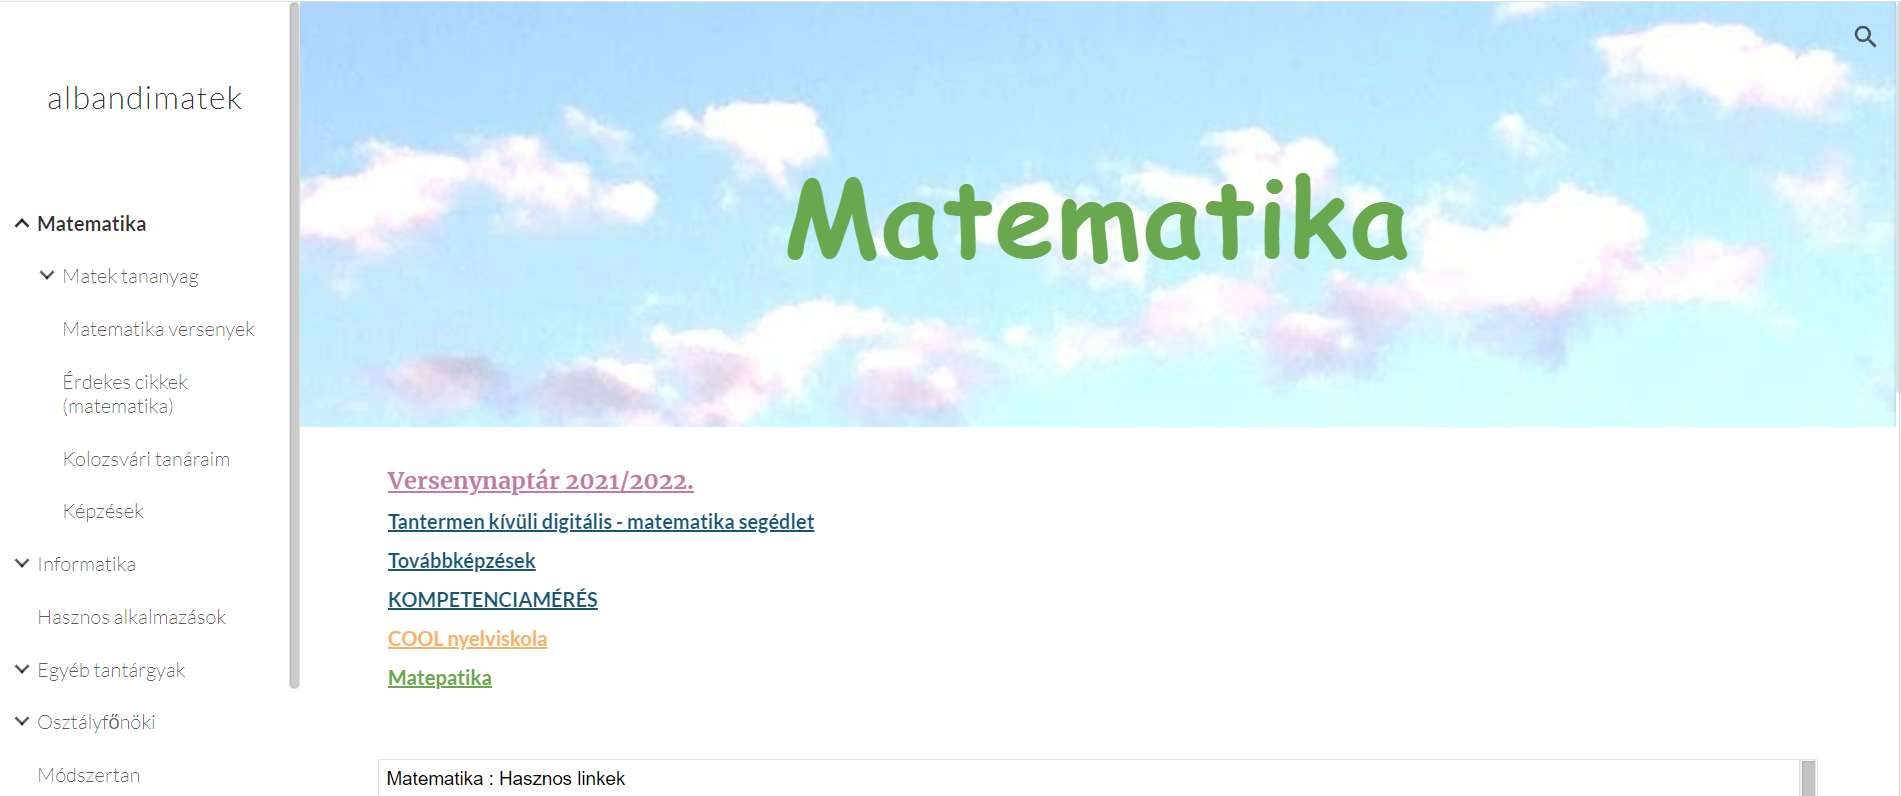 albandimatek
Matematika
Matek tananyag
Matematika versenyek
Érdekes cikkek
(matematika)
Kolozsvári tanáraim
Képzések
Informatika
Hasznos alkalmazások
Egyéb tantárgyak
Osztályfőnöki
Módszertan
Matematika
Versenynaptár 2021/2022.
Tantermen kívüli digitális - matematika segédlet
Továbbképzések
KOMPETENCIAMÉRÉS
COOL nyelviskola
Matepatika
Matematika : Hasznos linkek